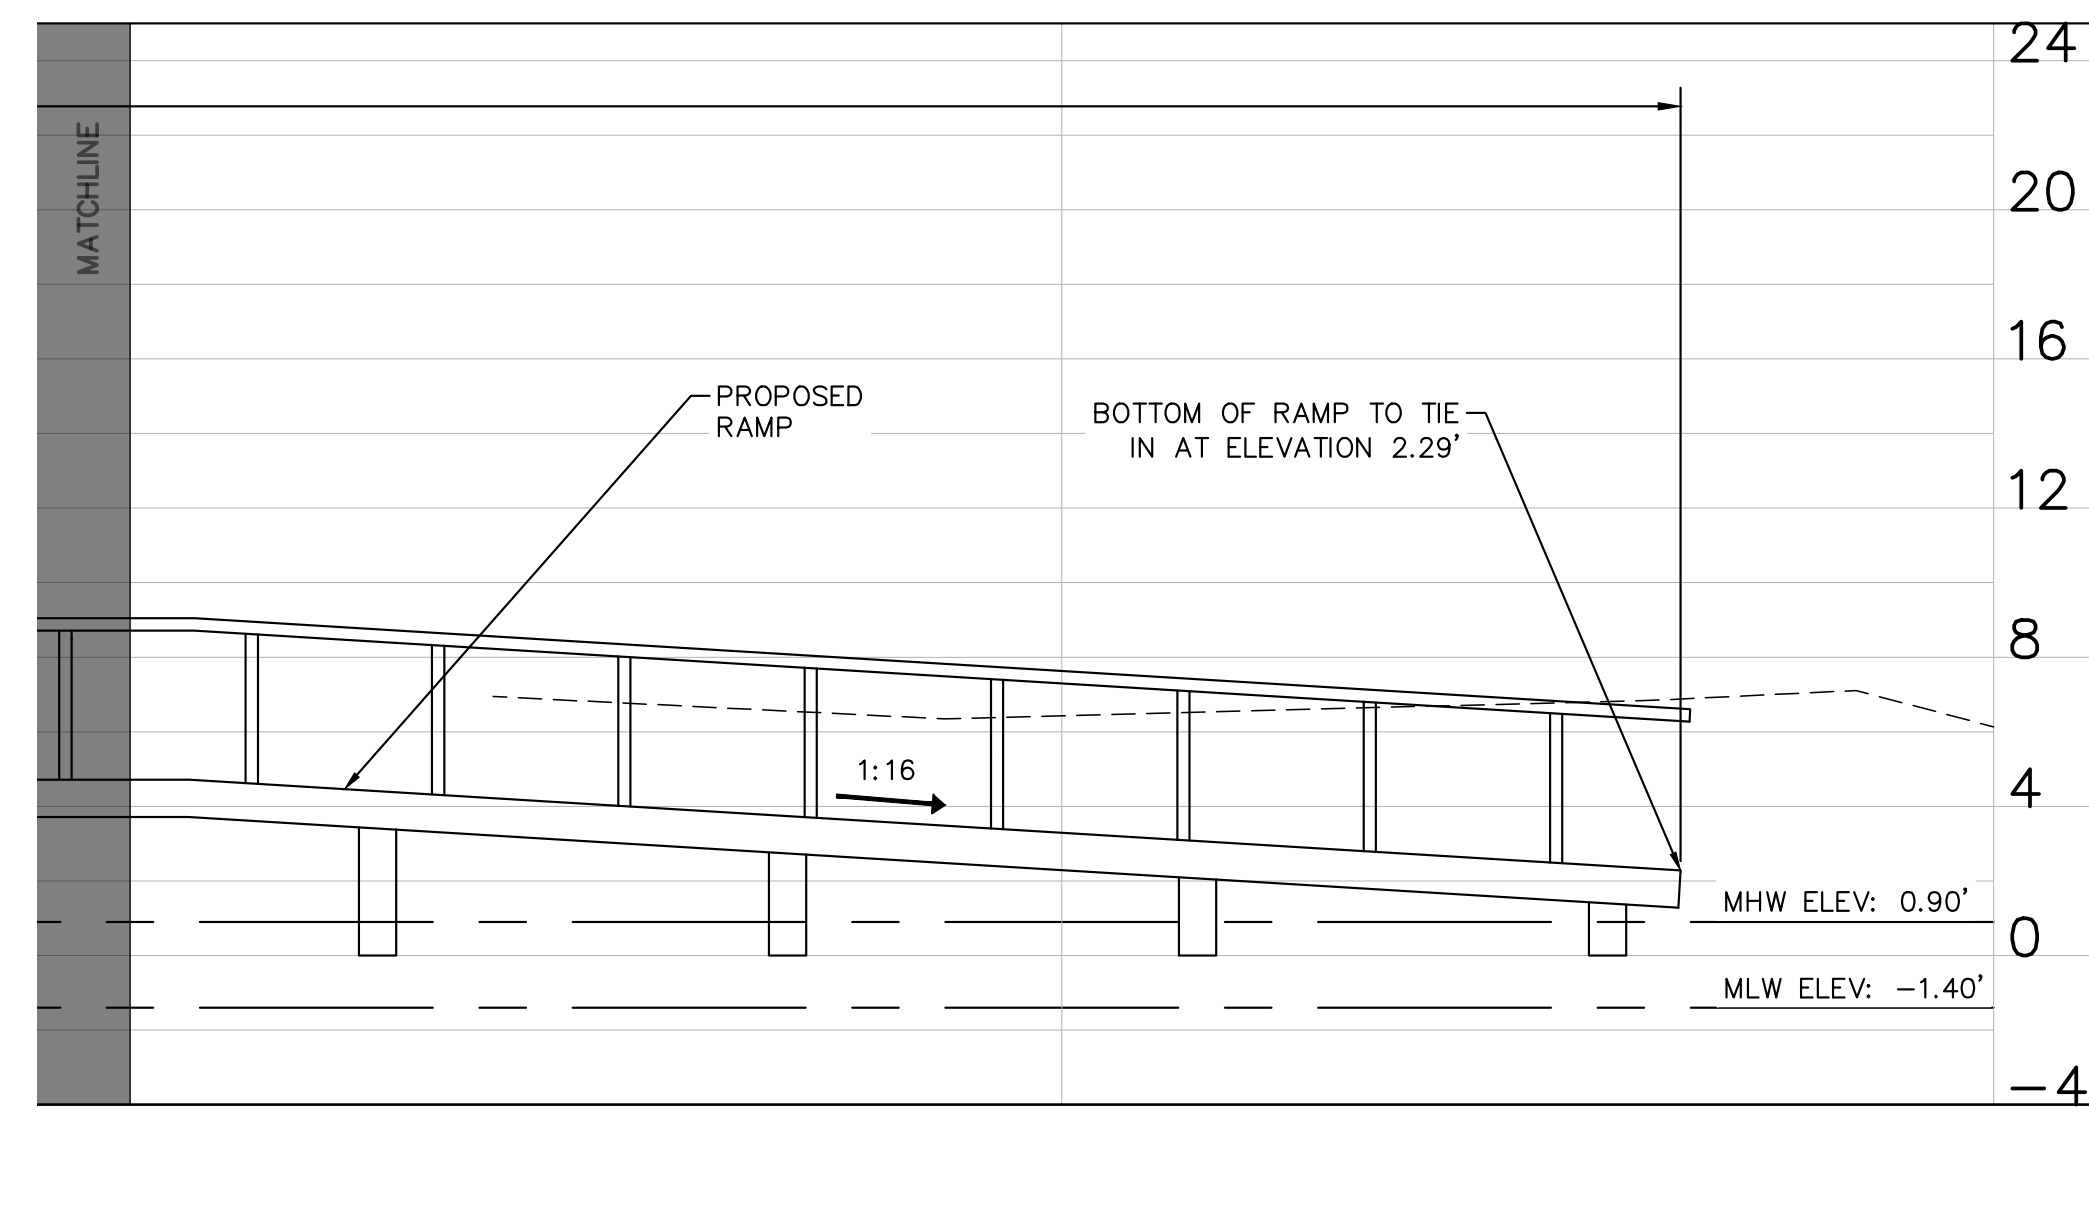 24
MATCHLINE
20
16
PROPOSED
RAMP
BOTTOM OF RAMP TO TIE
IN AT ELEVATION 2.29'
12
8
1:16
4
MHW ELEV: 0.90'
0
MLW ELEV: -1.40'
-4